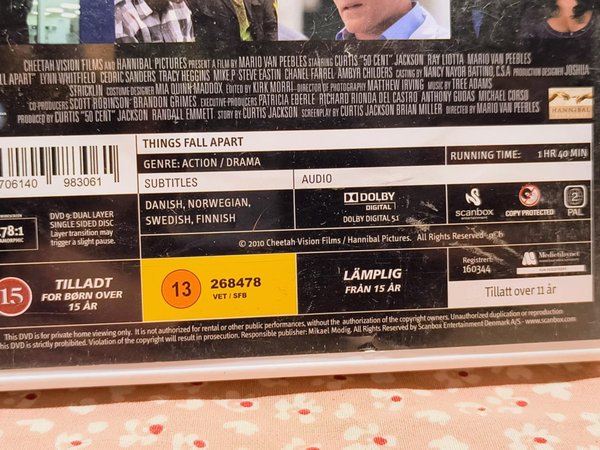 CHEETAH VISION FILMS AND HANNIBAL PICTURES PRESENT A FILM BY MARIO VAN PEEBLES STARRING CURTIS "50 CENT" JACKSON, RAY LIOTTA, MARIO VAN PEEBLES
ALL APART" LYNN WHITFIELD, CEDRIC SANDERS, TRACY HEGGINS, MIKE P, STEVE EASTIN, CHANEL FARREL, AMBYR CHILDERS CASTING BY NANCY NAYOR BATTINO, C.S.A PRODUCTION DESIGNER JOSHUA
STRICKLIN COSTUME DESIGNER MIA QUINN MADDOX EDITED BY KIRK MORRI DIRECTOR OF PHOTOGRAPHY MATTHEW IRVING MUSIC BY TREE ADAMS
CO-PRODUCERS SCOTT ROBINSON, BRANDON GRIMES EXECUTIVE PRODUCERS PATRICIA EBERLE, RICHARD RIONDA DEL CASTRO, ANTHONY GUDAS, MICHAEL CORSO
PRODUCED BY CURTIS "50 CENT" JACKSON, RANDALL EMMETT STORY BY CURTIS JACKSON SCREENPLAY BY CURTIS JACKSON, BRIAN MILLER DIRECTED BY MARIO VAN PEEBLES
HANNIBAL
THINGS FALL APART
GENRE: ACTION / DRAMA
RUNNING TIME: 1 HR 40 MIN
SUBTITLES
AUDIO
DANISH, NORWEGIAN,
SWEDISH, FINNISH
DOLBY
DIGITAL
DOLBY DIGITAL 5.1
scanbox
entertainment
COPY PROTECTED
2
PAL
706140 983061
.78:1
DVD 9: DUAL LAYER
SINGLE SIDED DISC
Layer transition may
trigger a slight pause.
© 2010 Cheetah Vision Films / Hannibal Pictures. All Rights Reserved
15
TILLADT
FOR BØRN OVER
15 ÅR
13
268478
VET / SFB
LÄMPLIG
FRÅN 15 ÅR
Registrert
160344
Medietilsynet
Tillatt over 11 år
This DVD is for private home viewing only. It is not authorized for rental or other public performances, without the authorization of the copyright owners. Unauthorized duplication or reproduction
this DVD is strictly prohibited. Violation of the copyright will result in prosecution. Responsible publisher: Mikael Modig. All Rights Reserved by Scanbox Entertainment Denmark A/S - www.scanbox.com